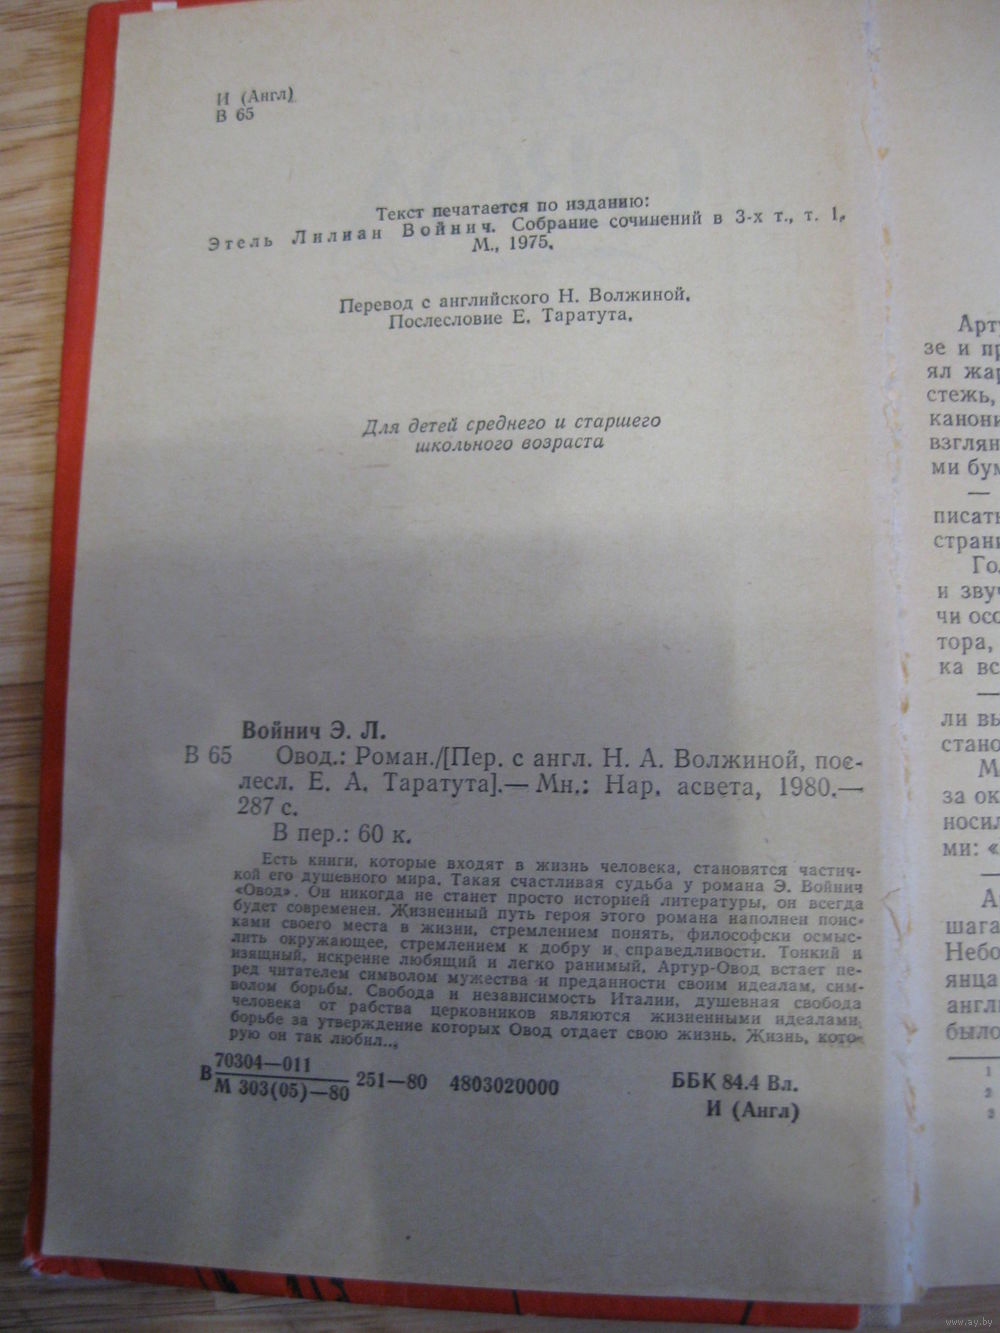 И (Англ)
В 65
Текст печатается по изданию:
Этель Лилиан Войнич. Собрание сочинений в 3-х т., т. 1,
М., 1975.
Перевод с английского Н. Волжиной.
Послесловие Е. Таратута.
Для детей среднего и старшего
школьного возраста
Войнич Э. Л.
В 65 Овод.: Роман./[Пер. с англ. Н. А. Волжиной, пос-
лесл. Е. А. Таратута].— Мн.: Нар. асвета, 1980.—
287 с.
В пер.: 60 к.
Есть книги, которые входят в жизнь человека, становятся частич-
кой его душевного мира. Такая счастливая судьба у романа Э. Войнич
«Овод». Он никогда не станет просто историей литературы, он всегда
будет современен. Жизненный путь героя этого романа наполнен поис-
ками своего места в жизни, стремлением понять, философски осмыс-
лить окружающее, стремлением к добру и справедливости. Тонкий и
изящный, искренне любящий и легко ранимый, Артур-Овод встает пе-
ред читателем символом мужества и преданности своим идеалам, сим-
волом борьбы. Свобода и независимость Италии, душевная свобода
человека от рабства церковников являются жизненными идеалами,
борьбе за утверждение которых Овод отдает свою жизнь. Жизнь, кото-
рую он так любил...
В 70304—011
М 303(05)—80 251—80 4803020000 ББК 84.4 Вл.
И (Англ)
Арту
зе и пр
ял жар
стежь,
канони
взглян
ми бум
—
писать
страни
Гол
и звуч
чи осо
тора,
ка вс
—
ли вы
стано
М
за ок
носил
ми: «
—
А
шага
Небо
янца
англи
было
1
2
3
www.ay.by